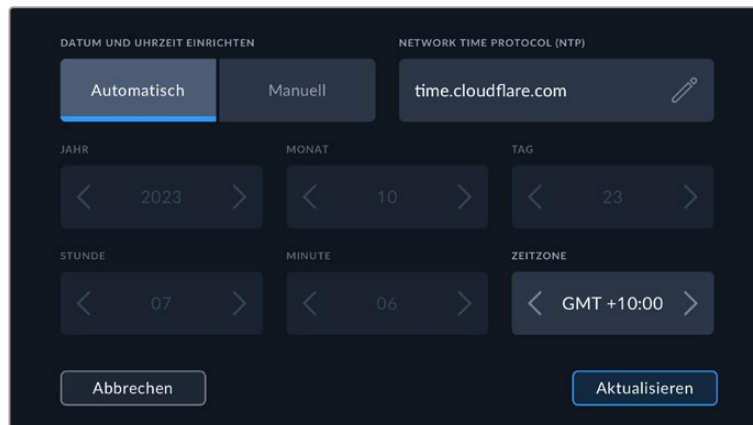 DATUM UND UHRZEIT EINRICHTEN
NETWORK TIME PROTOCOL (NTP)
Automatisch
Manuell
time.cloudflare.com
JAHR
MONAT
TAG
2023
10
23
STUNDE
MINUTE
ZEITZONE
07
06
GMT +10:00
Abbrechen
Aktualisieren